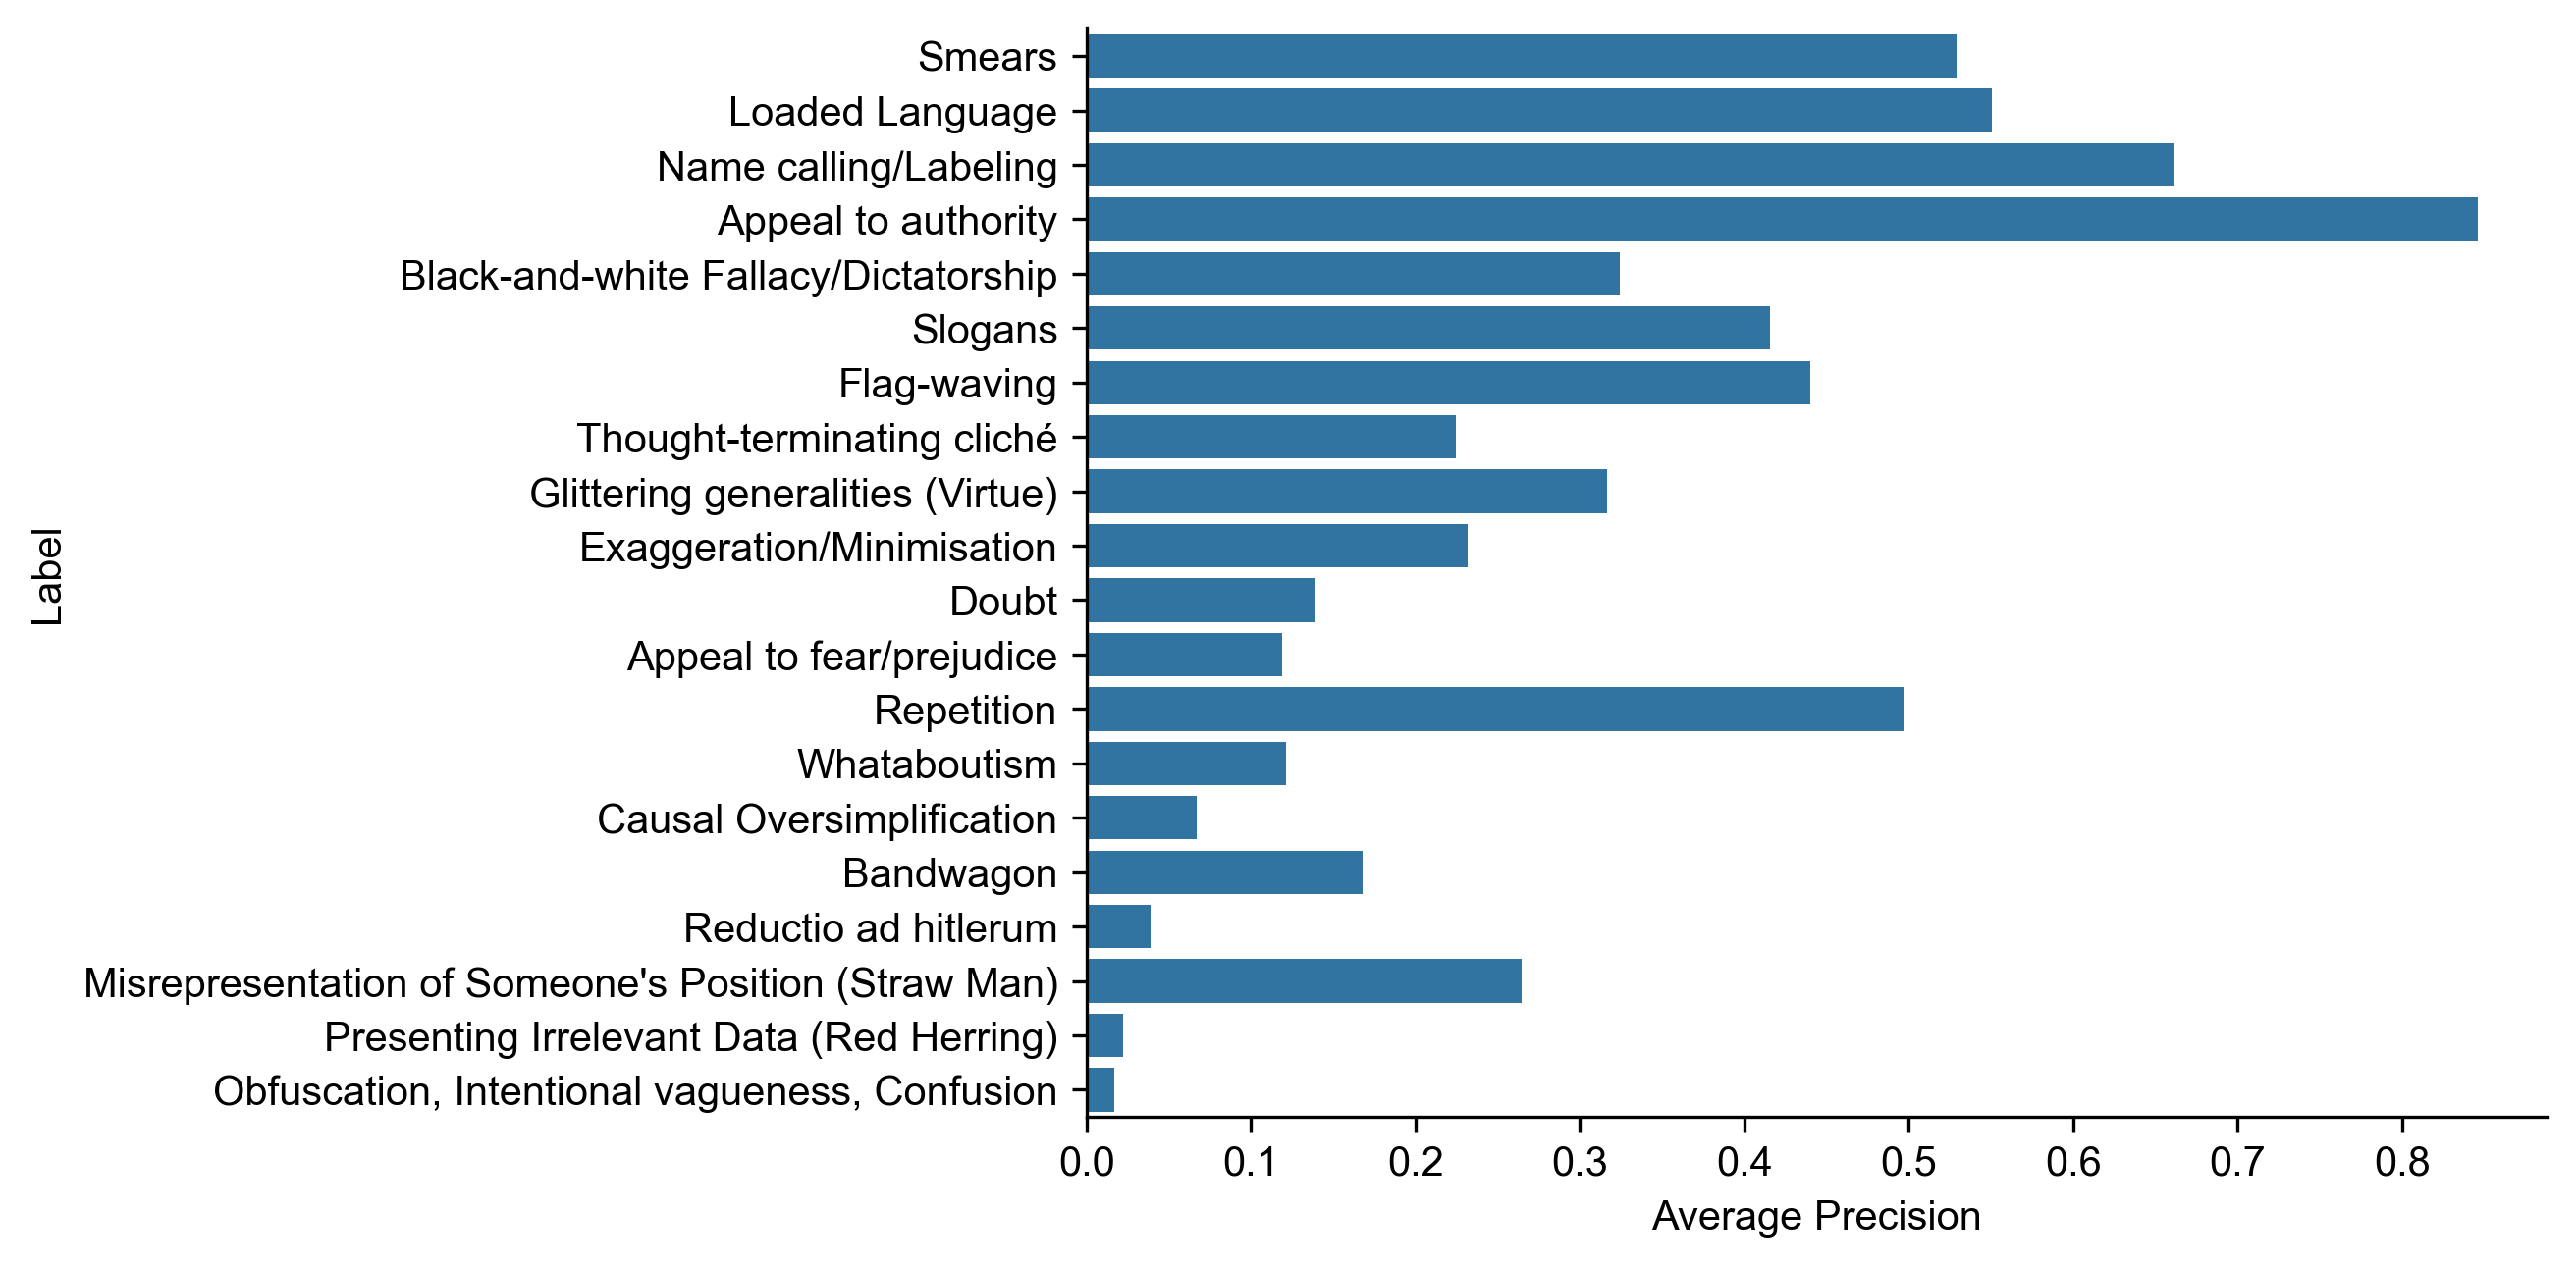 Smears
Loaded Language
Name calling/Labeling
Appeal to authority
Black-and-white Fallacy/Dictatorship
Slogans
Flag-waving
Thought-terminating cliché
Glittering generalities (Virtue)
Exaggeration/Minimisation
Doubt
Appeal to fear/prejudice
Repetition
Whataboutism
Causal Oversimplification
Bandwagon
Reductio ad hitlerum
Misrepresentation of Someone's Position (Straw Man)
Presenting Irrelevant Data (Red Herring)
Obfuscation, Intentional vagueness, Confusion
Label
0.0 0.1 0.2 0.3 0.4 0.5 0.6 0.7 0.8
Average Precision